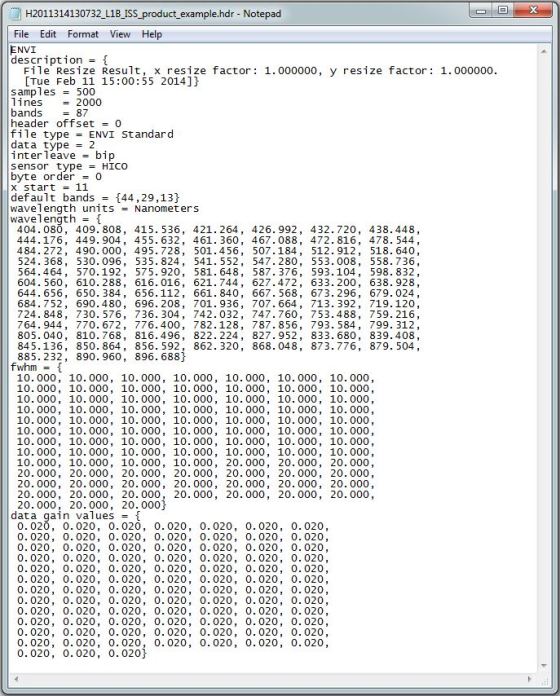 H2011314130732_L1B_ISS_product_example.hdr - Notepad
File Edit Format View Help
ENVI
description = {
File Resize Result, x resize factor: 1.000000, y resize factor: 1.000000.
[Tue Feb 11 15:00:55 2014]}
samples = 500
lines = 2000
bands = 87
header offset = 0
file type = ENVI Standard
data type = 2
interleave = bip
sensor type = HICO
byte order = 0
x start = 11
default bands = {44,29,13}
wavelength units = Nanometers
wavelength = {
404.080, 409.808, 415.536, 421.264, 426.992, 432.720, 438.448,
444.176, 449.904, 455.632, 461.360, 467.088, 472.816, 478.544,
484.272, 490.000, 495.728, 501.456, 507.184, 512.912, 518.640,
524.368, 530.096, 535.824, 541.552, 547.280, 553.008, 558.736,
564.464, 570.192, 575.920, 581.648, 587.376, 593.104, 598.832,
604.560, 610.288, 616.016, 621.744, 627.472, 633.200, 638.928,
644.656, 650.384, 656.112, 661.840, 667.568, 673.296, 679.024,
684.752, 690.480, 696.208, 701.936, 707.664, 713.392, 719.120,
724.848, 730.576, 736.304, 742.032, 747.760, 753.488, 759.216,
764.944, 770.672, 776.400, 782.128, 787.856, 793.584, 799.312,
805.040, 810.768, 816.496, 822.224, 827.952, 833.680, 839.408,
845.136, 850.864, 856.592, 862.320, 868.048, 873.776, 879.504,
885.232, 890.960, 896.688}
fwhm = {
10.000, 10.000, 10.000, 10.000, 10.000, 10.000, 10.000,
10.000, 10.000, 10.000, 10.000, 10.000, 10.000, 10.000,
10.000, 10.000, 10.000, 10.000, 10.000, 10.000, 10.000,
10.000, 10.000, 10.000, 10.000, 10.000, 10.000, 10.000,
10.000, 10.000, 10.000, 10.000, 10.000, 10.000, 10.000,
10.000, 10.000, 10.000, 10.000, 10.000, 10.000, 10.000,
10.000, 10.000, 10.000, 10.000, 10.000, 10.000, 10.000,
10.000, 10.000, 10.000, 10.000, 10.000, 10.000, 10.000,
10.000, 10.000, 10.000, 10.000, 10.000, 10.000, 20.000,
20.000, 20.000, 20.000, 20.000, 20.000, 20.000, 20.000,
20.000, 20.000, 20.000, 20.000, 20.000, 20.000, 20.000,
20.000, 20.000, 20.000, 20.000, 20.000, 20.000, 20.000,
20.000, 20.000, 20.000}
data gain values = {
0.020, 0.020, 0.020, 0.020, 0.020, 0.020, 0.020,
0.020, 0.020, 0.020, 0.020, 0.020, 0.020, 0.020,
0.020, 0.020, 0.020, 0.020, 0.020, 0.020, 0.020,
0.020, 0.020, 0.020, 0.020, 0.020, 0.020, 0.020,
0.020, 0.020, 0.020, 0.020, 0.020, 0.020, 0.020,
0.020, 0.020, 0.020, 0.020, 0.020, 0.020, 0.020,
0.020, 0.020, 0.020, 0.020, 0.020, 0.020, 0.020,
0.020, 0.020, 0.020, 0.020, 0.020, 0.020, 0.020,
0.020, 0.020, 0.020, 0.020, 0.020, 0.020, 0.020,
0.020, 0.020, 0.020, 0.020, 0.020, 0.020, 0.020,
0.020, 0.020, 0.020, 0.020, 0.020, 0.020, 0.020,
0.020, 0.020, 0.020, 0.020, 0.020, 0.020, 0.020,
0.020, 0.020, 0.020}